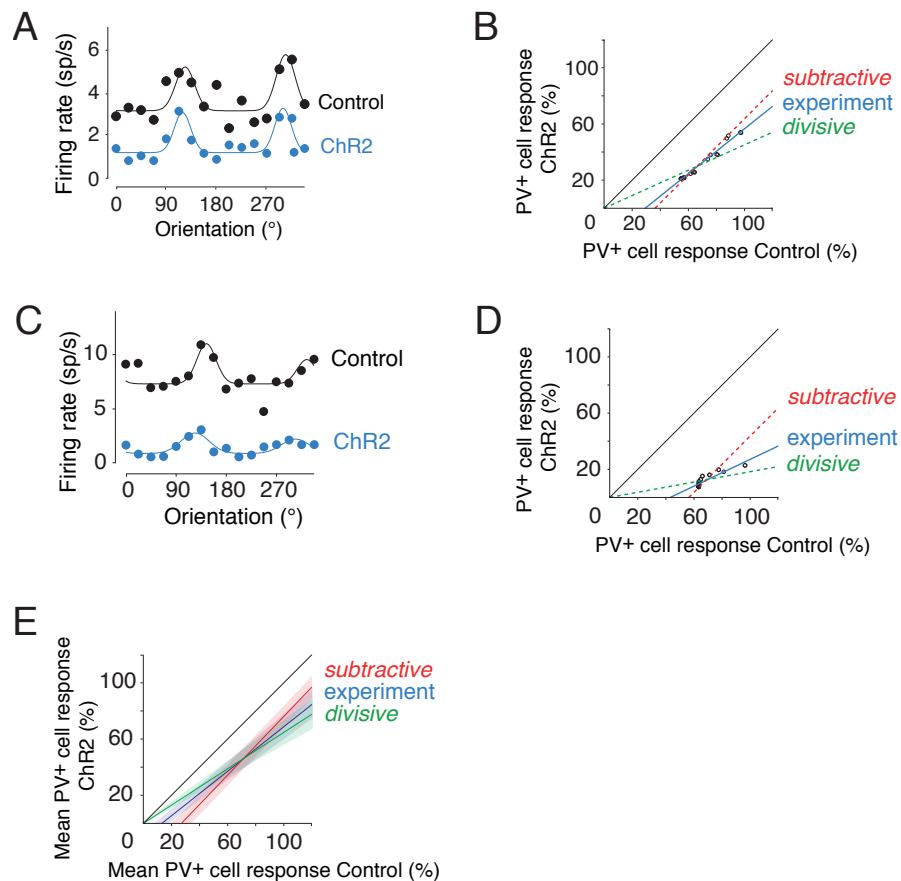 A
Firing rate (sp/s)
6
4
2
0
Control
ChR2
0 90 180 270
Orientation (°)
B
PV+ cell response
ChR2 (%)
100
60
20
0 20 60 100
PV+ cell response Control (%)
subtractive
experiment
divisive
C
Firing rate (sp/s)
10
5
0
Control
ChR2
0 90 180 270
Orientation (°)
D
PV+ cell response
ChR2 (%)
100
60
20
0 20 60 100
PV+ cell response Control (%)
subtractive
experiment
divisive
E
Mean PV+ cell response
ChR2 (%)
100
60
20
0 20 60 100
Mean PV+ cell response Control (%)
subtractive
experiment
divisive